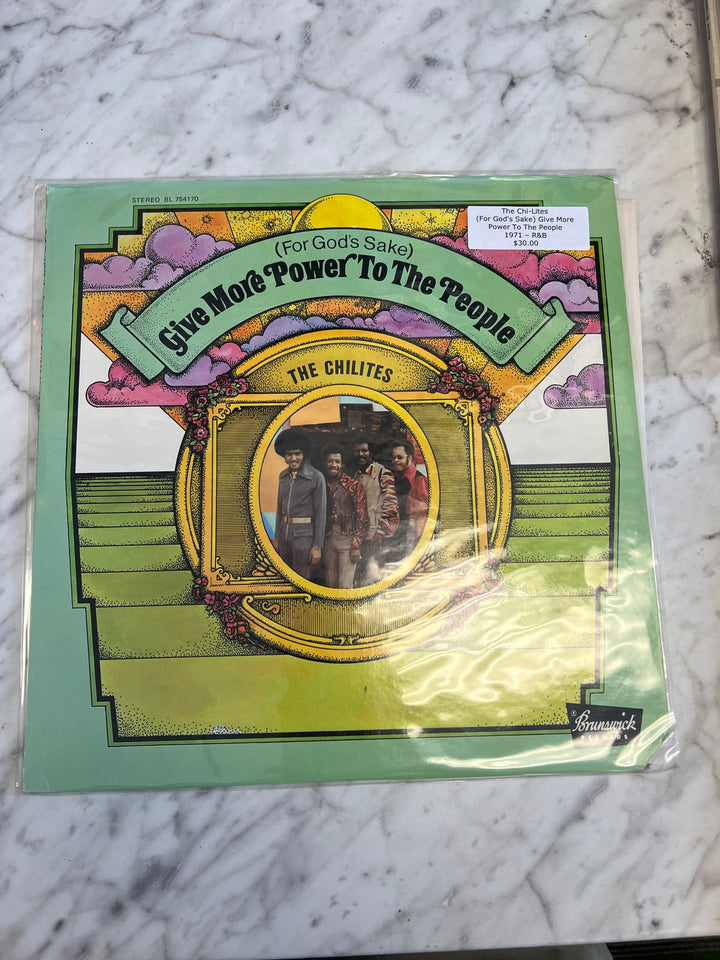 STEREO BL 754170
The Chi-Lites
(For God's Sake) Give More
Power To The People
1971 – R&B
$30.00
(For God's Sake)
Give More Power To The People
THE CHILITES
Brunswick
RECORDS